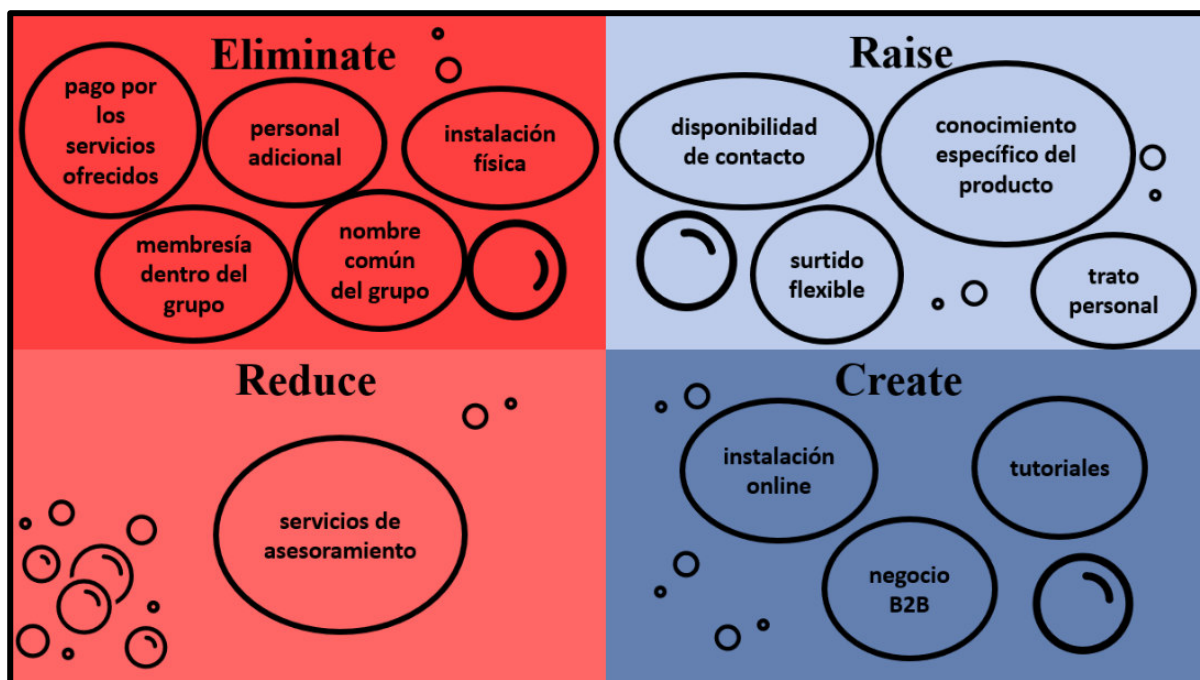 Eliminate
pago por
los
servicios
ofrecidos
personal
adicional
instalación
física
membresía
dentro del
grupo
nombre
común
del grupo
Raise
disponibilidad
de contacto
conocimiento
específico del
producto
surtido
flexible
trato
personal
Reduce
servicios de
asesoramiento
Create
instalación
online
tutoriales
negocio
B2B